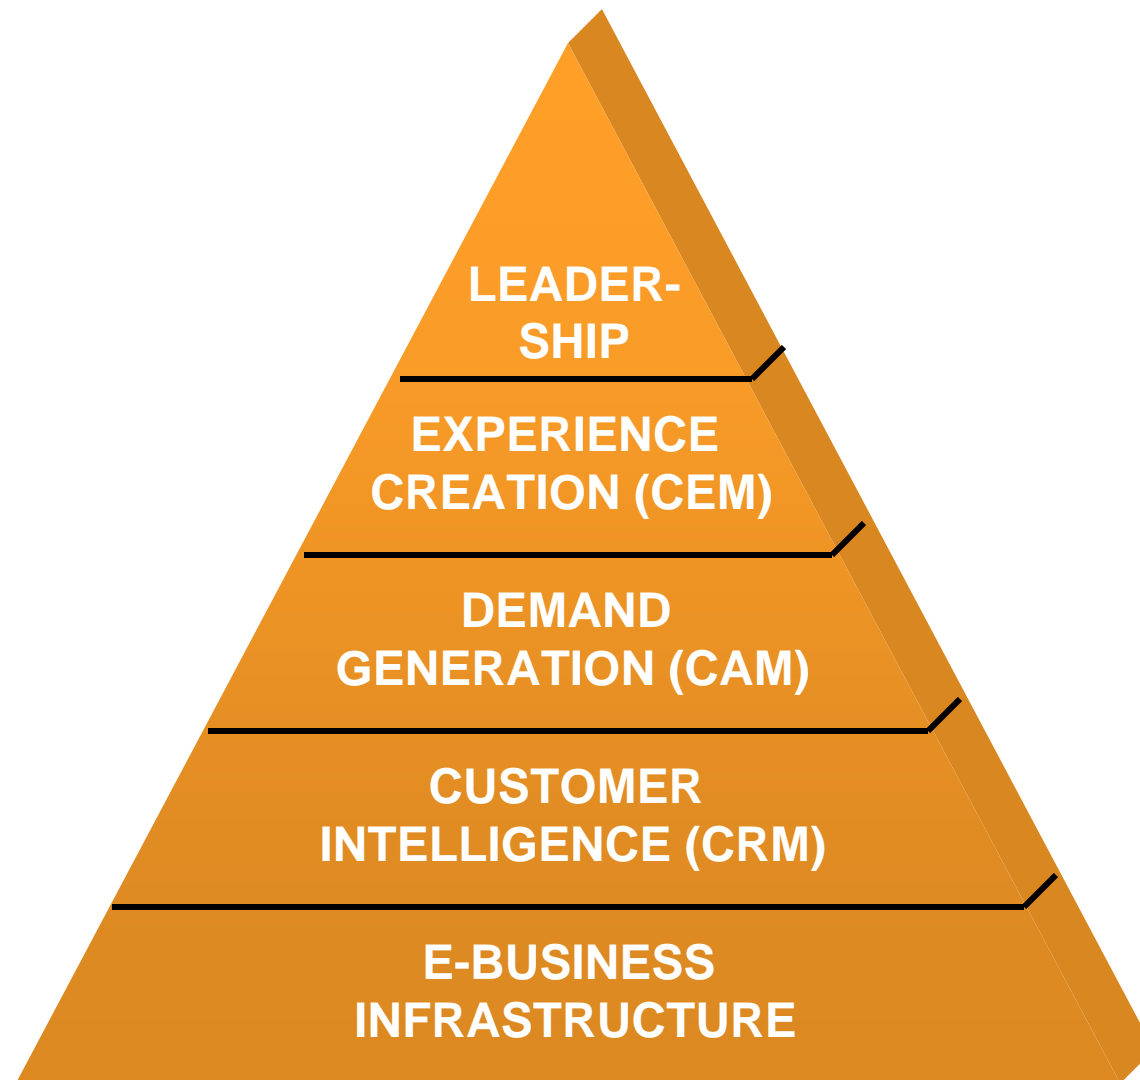 LEADER-
SHIP
EXPERIENCE
CREATION (CEM)
DEMAND
GENERATION (CAM)
CUSTOMER
INTELLIGENCE (CRM)
E-BUSINESS
INFRASTRUCTURE